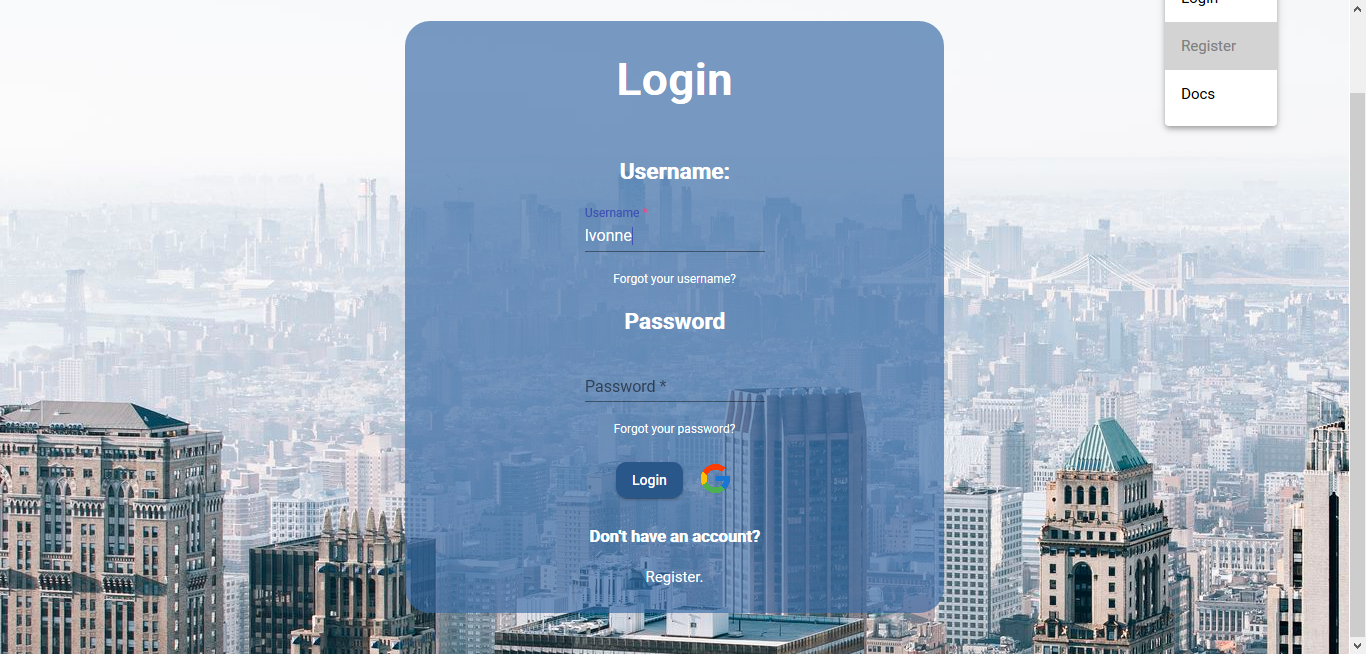 Login
Register
Docs
Login
Username:
Username *
Ivonne
Forgot your username?
Password
Password *
Forgot your password?
Login
Don't have an account?
Register.